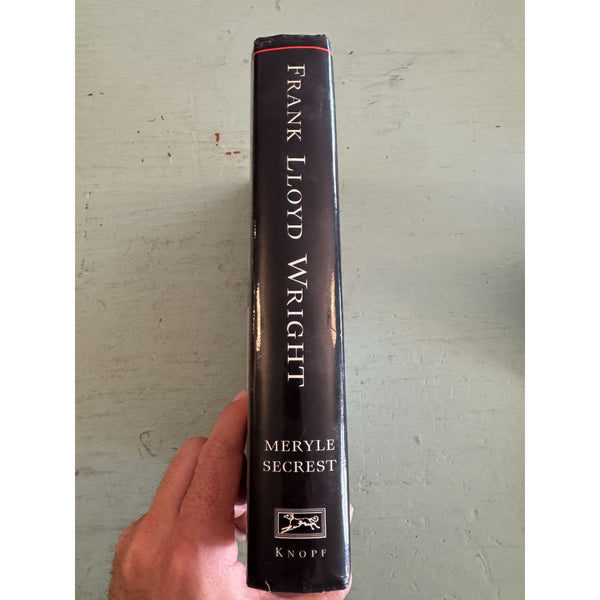 FRANK LLOYD WRIGHT
MERYLE
SECREST
KNOPF